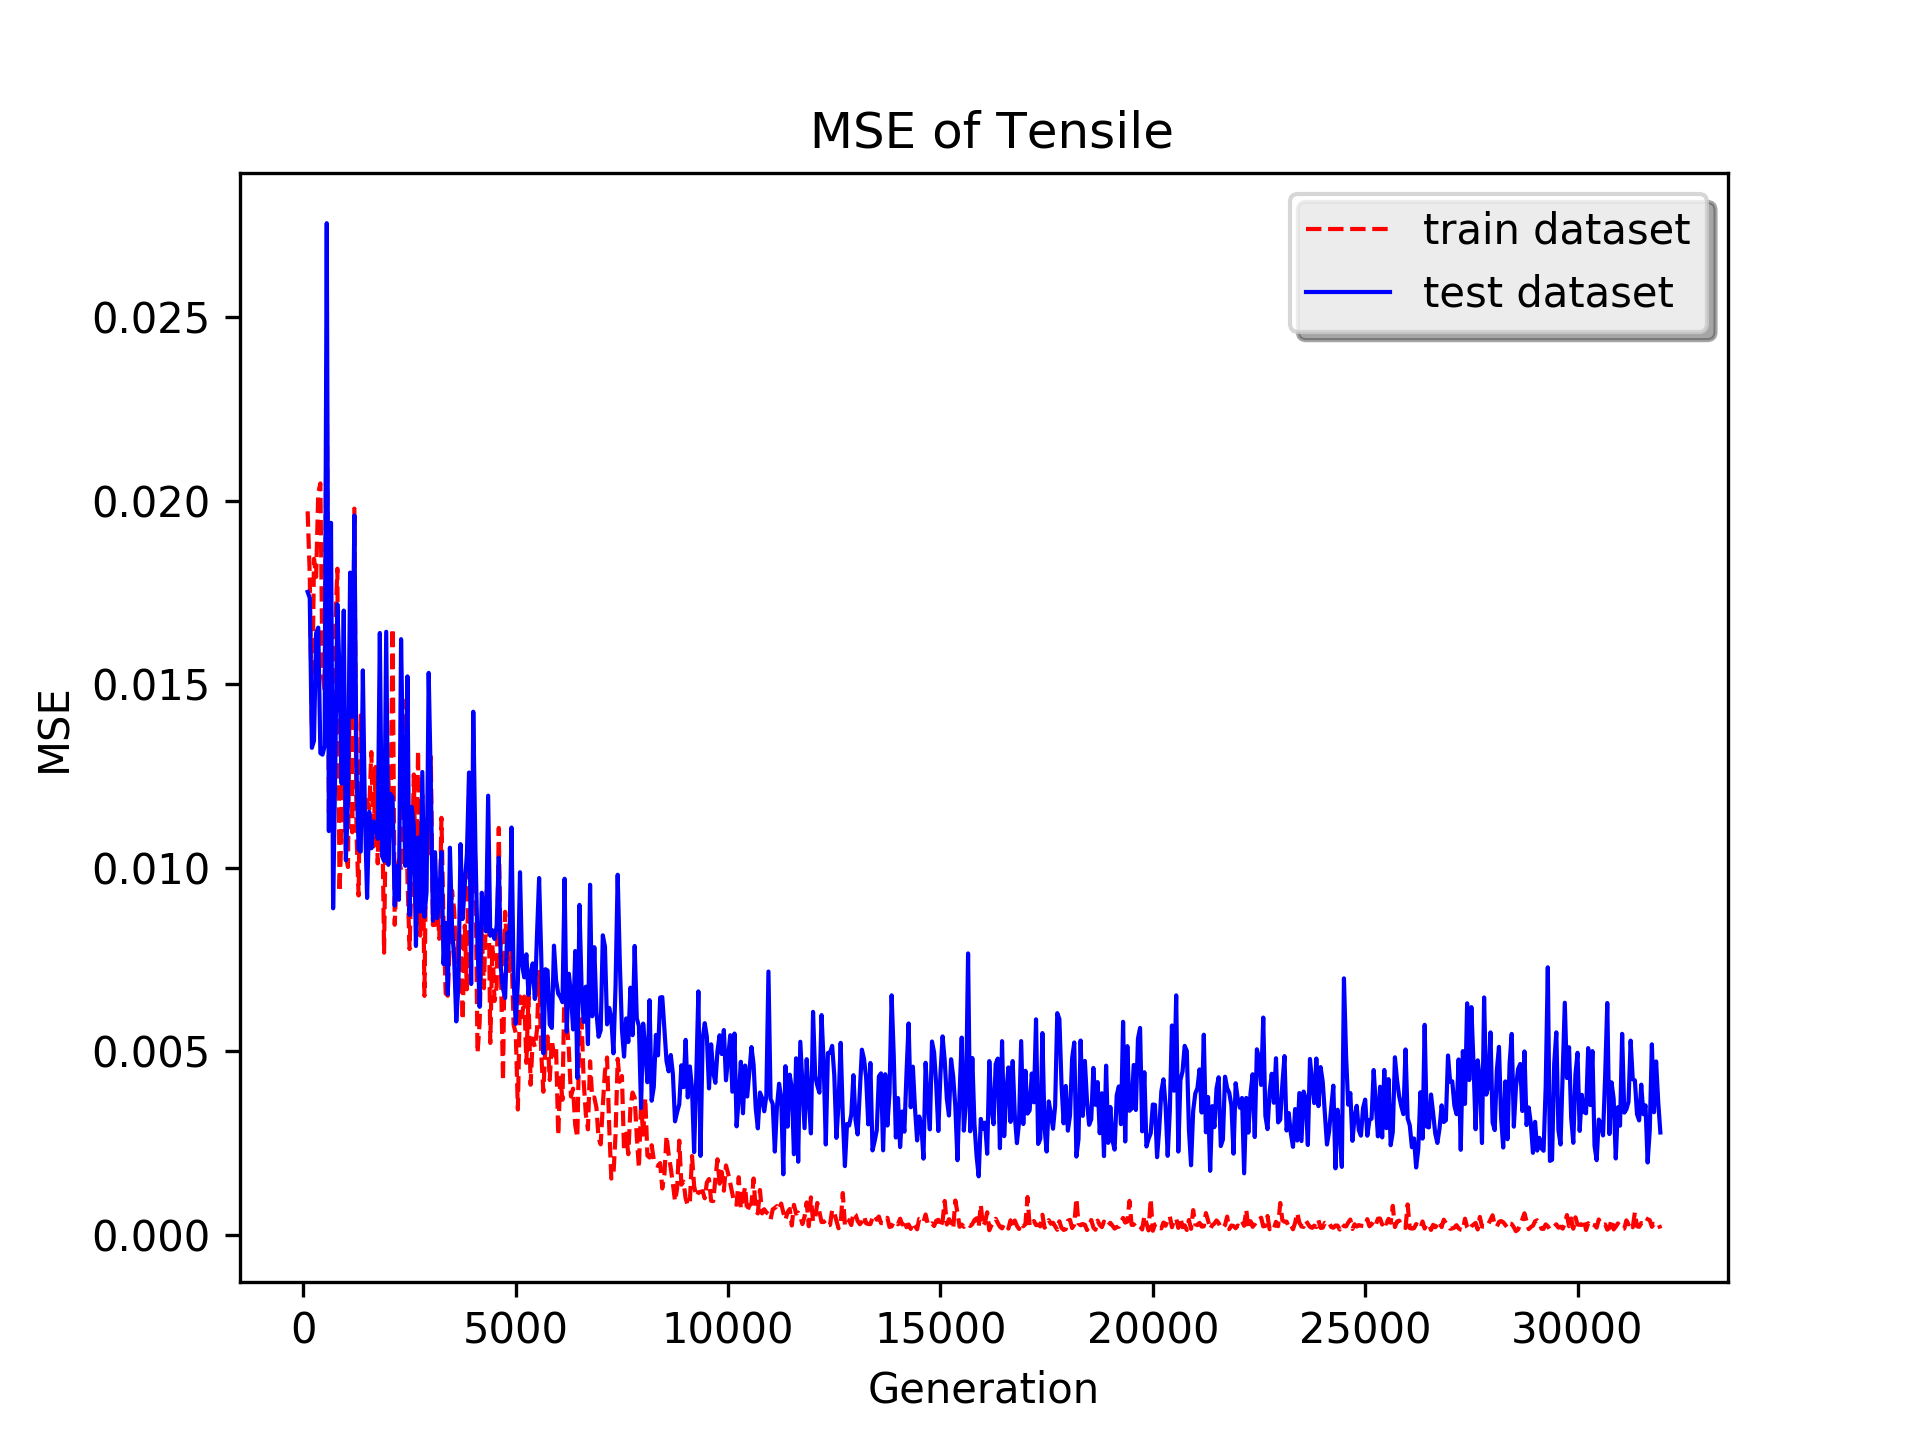 MSE of Tensile
train dataset
test dataset
MSE
0.025
0.020
0.015
0.010
0.005
0.000
0 5000 10000 15000 20000 25000 30000
Generation